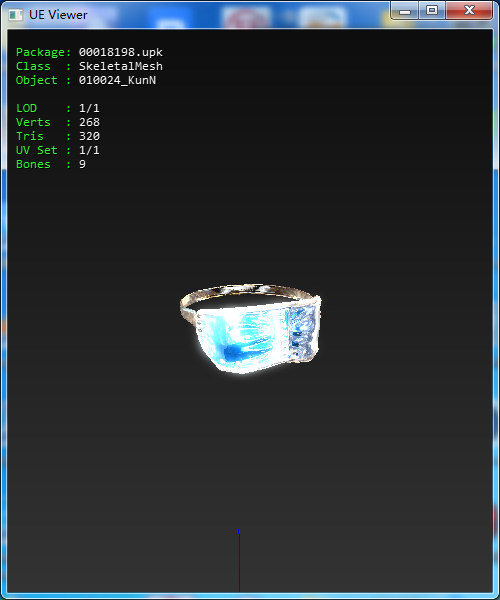 UE Viewer
Package: 00018198.upk
Class : SkeletalMesh
Object : 010024_KunN
LOD : 1/1
Verts : 268
Tris : 320
UV Set : 1/1
Bones : 9